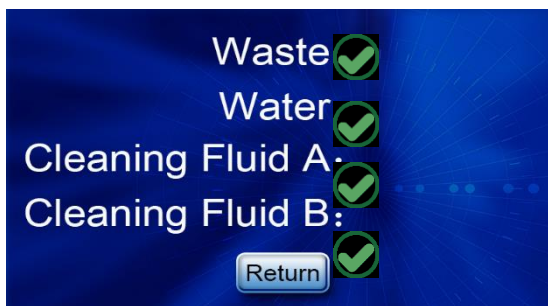 Waste
Water
Cleaning Fluid A:
Cleaning Fluid B:
Return